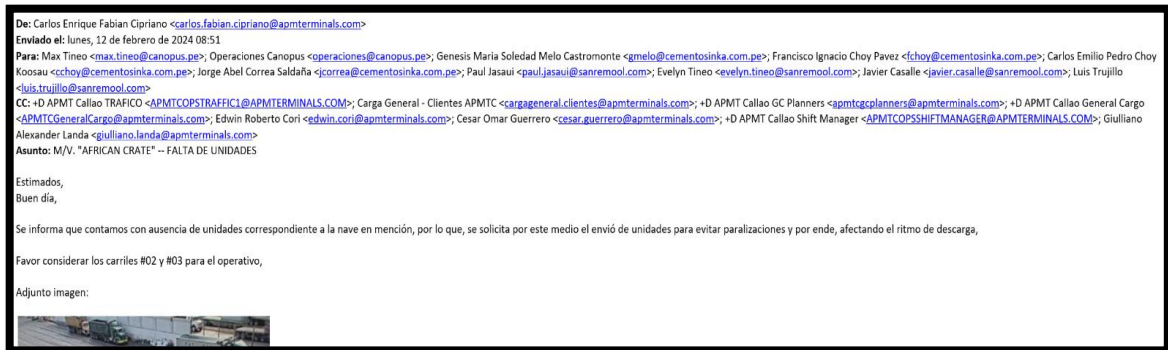 De: Carlos Enrique Fabian Cipriano <carlos.fabian.cipriano@apmterminals.com>
Enviado el: lunes, 12 de febrero de 2024 08:51
Para: Max Tineo <max.tineo@canopus.pe>; Operaciones Canopus <operaciones@canopus.pe>; Genesis Maria Soledad Melo Castromonte <gmelo@cementosinka.com.pe>; Francisco Ignacio Choy Pavez <fchoy@cementosinka.com.pe>; Carlos Emilio Pedro Choy
Koosau <cchoy@cementosinka.com.pe>; Jorge Abel Correa Saldaña <jcorrea@cementosinka.com.pe>; Paul Jasaui <paul.jasaui@sanremool.com>; Evelyn Tineo <evelyn.tineo@sanremool.com>; Javier Casalle <javier.casalle@sanremool.com>; Luis Trujillo
<luis.trujillo@sanremool.com>
CC: +D APMT Callao TRAFICO <APMTCOPSTRAFFIC1@APMTERMINALS.COM>; Carga General - Clientes APMTC <cargageneral.clientes@apmterminals.com>; +D APMT Callao GC Planners <apmtcgcplanners@apmterminals.com>; +D APMT Callao General Cargo
<APMTCGeneralCargo@apmterminals.com>; Edwin Roberto Cori <edwin.cori@apmterminals.com>; Cesar Omar Guerrero <cesar.guerrero@apmterminals.com>; +D APMT Callao Shift Manager <APMTCOPSSHIFTMANAGER@APMTERMINALS.COM>; Giulliano
Alexander Landa <giulliano.landa@apmterminals.com>
Asunto: M/V. "AFRICAN CRATE" -- FALTA DE UNIDADES
Estimados,
Buen día,
Se informa que contamos con ausencia de unidades correspondiente a la nave en mención, por lo que, se solicita por este medio el envió de unidades para evitar paralizaciones y por ende, afectando el ritmo de descarga,
Favor considerar los carriles #02 y #03 para el operativo,
Adjunto imagen: